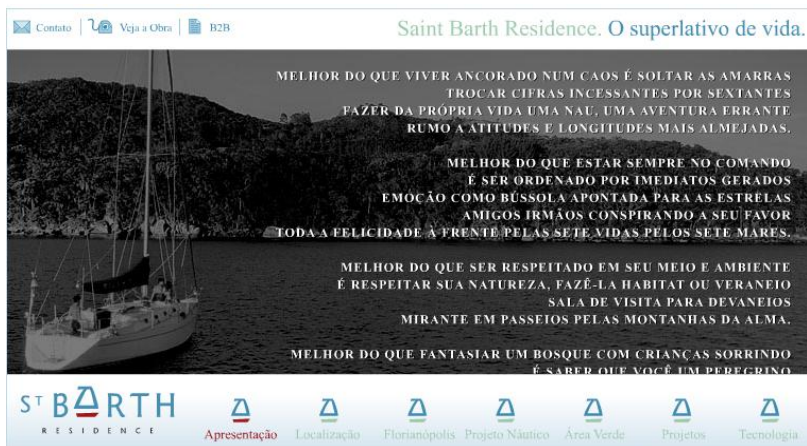 Contato | Veja a Obra | B2B
Saint Barth Residence. O superlativo de vida.
MELHOR DO QUE VIVER ANCORADO NUM CAOS É SOLTAR AS AMARRAS
TROCAR CIFRAS INCESSANTES POR SEXTANTES
FAZER DA PRÓPRIA VIDA UMA NAU, UMA AVENTURA ERRANTE
RUMO A ATITUDES E LONGITUDES MAIS ALMEJADAS.
MELHOR DO QUE ESTAR SEMPRE NO COMANDO
É SER ORDENADO POR IMEDIATOS GERADOS
EMOÇÃO COMO BÚSSOLA APONTADA PARA AS ESTRELAS
AMIGOS IRMÃOS CONSPIRANDO A SEU FAVOR
TODA A FELICIDADE À FRENTE PELAS SETE VIDAS PELOS SETE MARES.
MELHOR DO QUE SER RESPEITADO EM SEU MEIO E AMBIENTE
É RESPEITAR SUA NATUREZA, FAZÊ-LA HABITAT OU VERANEIO
SALA DE VISITA PARA DEVANEIOS
MIRANTE EM PASSEIOS PELAS MONTANHAS DA ALMA.
MELHOR DO QUE FANTASIAR UM BOSQUE COM CRIANÇAS SORRINDO
É SABER QUE VOCÊ UM PEREGRINO
ST BARTH
RESIDENCE
Apresentação Localização Florianópolis Projeto Náutico Área Verde Projetos Tecnologia